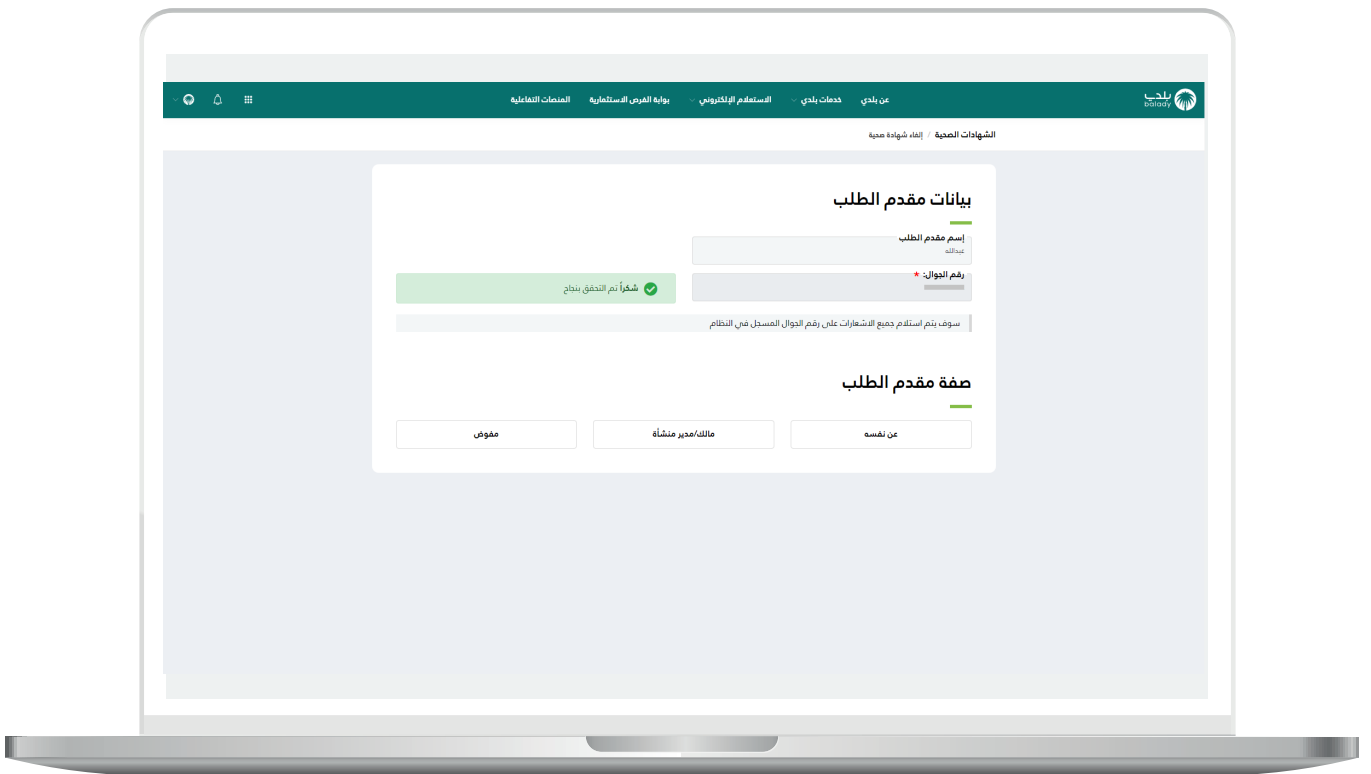 بلدي
balady
عن بلدي
خدمات بلدي
الاستعلام الإلكتروني
بوابة الفرص الاستثمارية
المنصات التفاعلية
الشهادات الصحية / إلغاء شهادة صحية
بيانات مقدم الطلب
إسم مقدم الطلب
عبدالله
رقم الجوال: *
شكراً تم التحقق بنجاح
سوف يتم استلام جميع الاشعارات على رقم الجوال المسجل في النظام
صفة مقدم الطلب
عن نفسه
مالك/مدير منشأة
مفوض